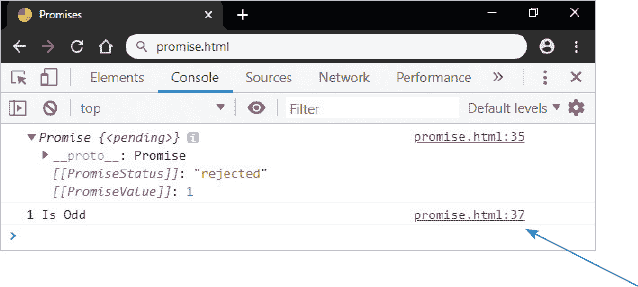 Promises
promise.html
Elements Console Sources Network Performance »
top Filter Default levels
Promise {<pending>} i promise.html:35
__proto__: Promise
[[PromiseStatus]]: "rejected"
[[PromiseValue]]: 1
1 Is Odd promise.html:37
>